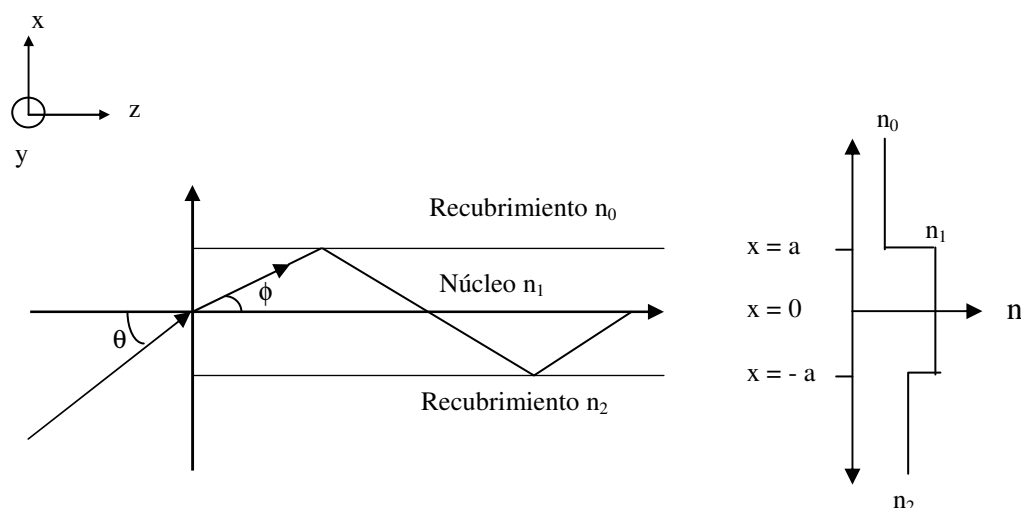 x
z
y
n₀
Recubrimiento n₀
n₁
x = a
Núcleo n₁
ϕ
x = 0
n
θ
x = - a
Recubrimiento n₂
n₂